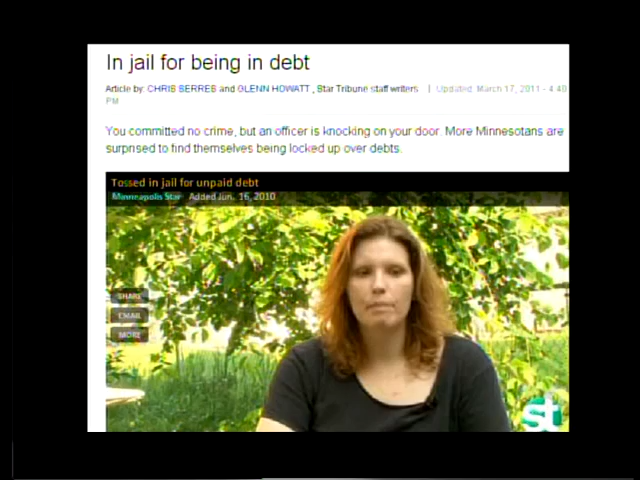 In jail for being in debt
Article by: CHRIS SERRES and GLENN HOWATT , Star Tribune staff writers | Updated: March 17, 2011 - 4:40
PM
You committed no crime, but an officer is knocking on your door. More Minnesotans are
surprised to find themselves being locked up over debts.
Tossed in jail for unpaid debt
Minneapolis Star Added Jun. 16, 2010
SHARE
EMAIL
MORE
st